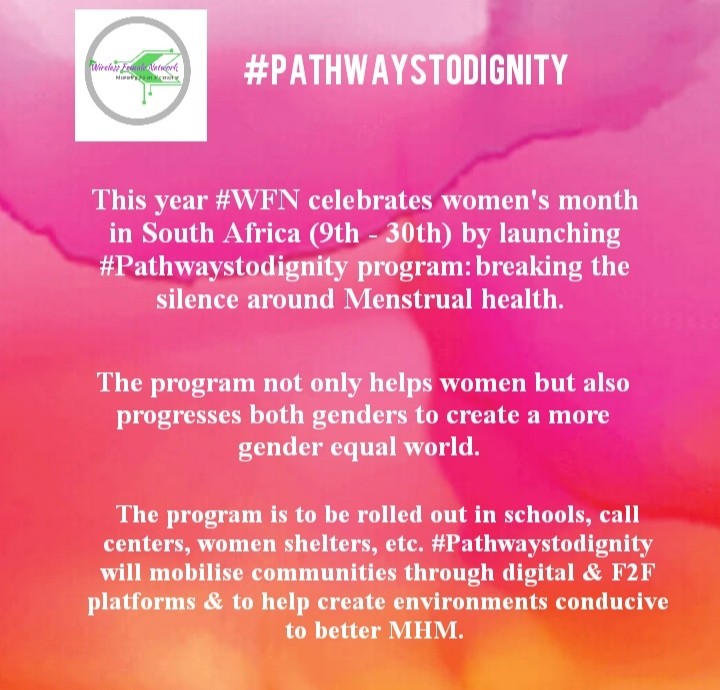 Wireless Female Network
#PATHWAYSTODIGNITY
This year #WFN celebrates women's month
in South Africa (9th - 30th) by launching
#Pathwaystodignity program: breaking the
silence around Menstrual health.
The program not only helps women but also
progresses both genders to create a more
gender equal world.
The program is to be rolled out in schools, call
centers, women shelters, etc. #Pathwaystodignity
will mobilise communities through digital & F2F
platforms & to help create environments conducive
to better MHM.